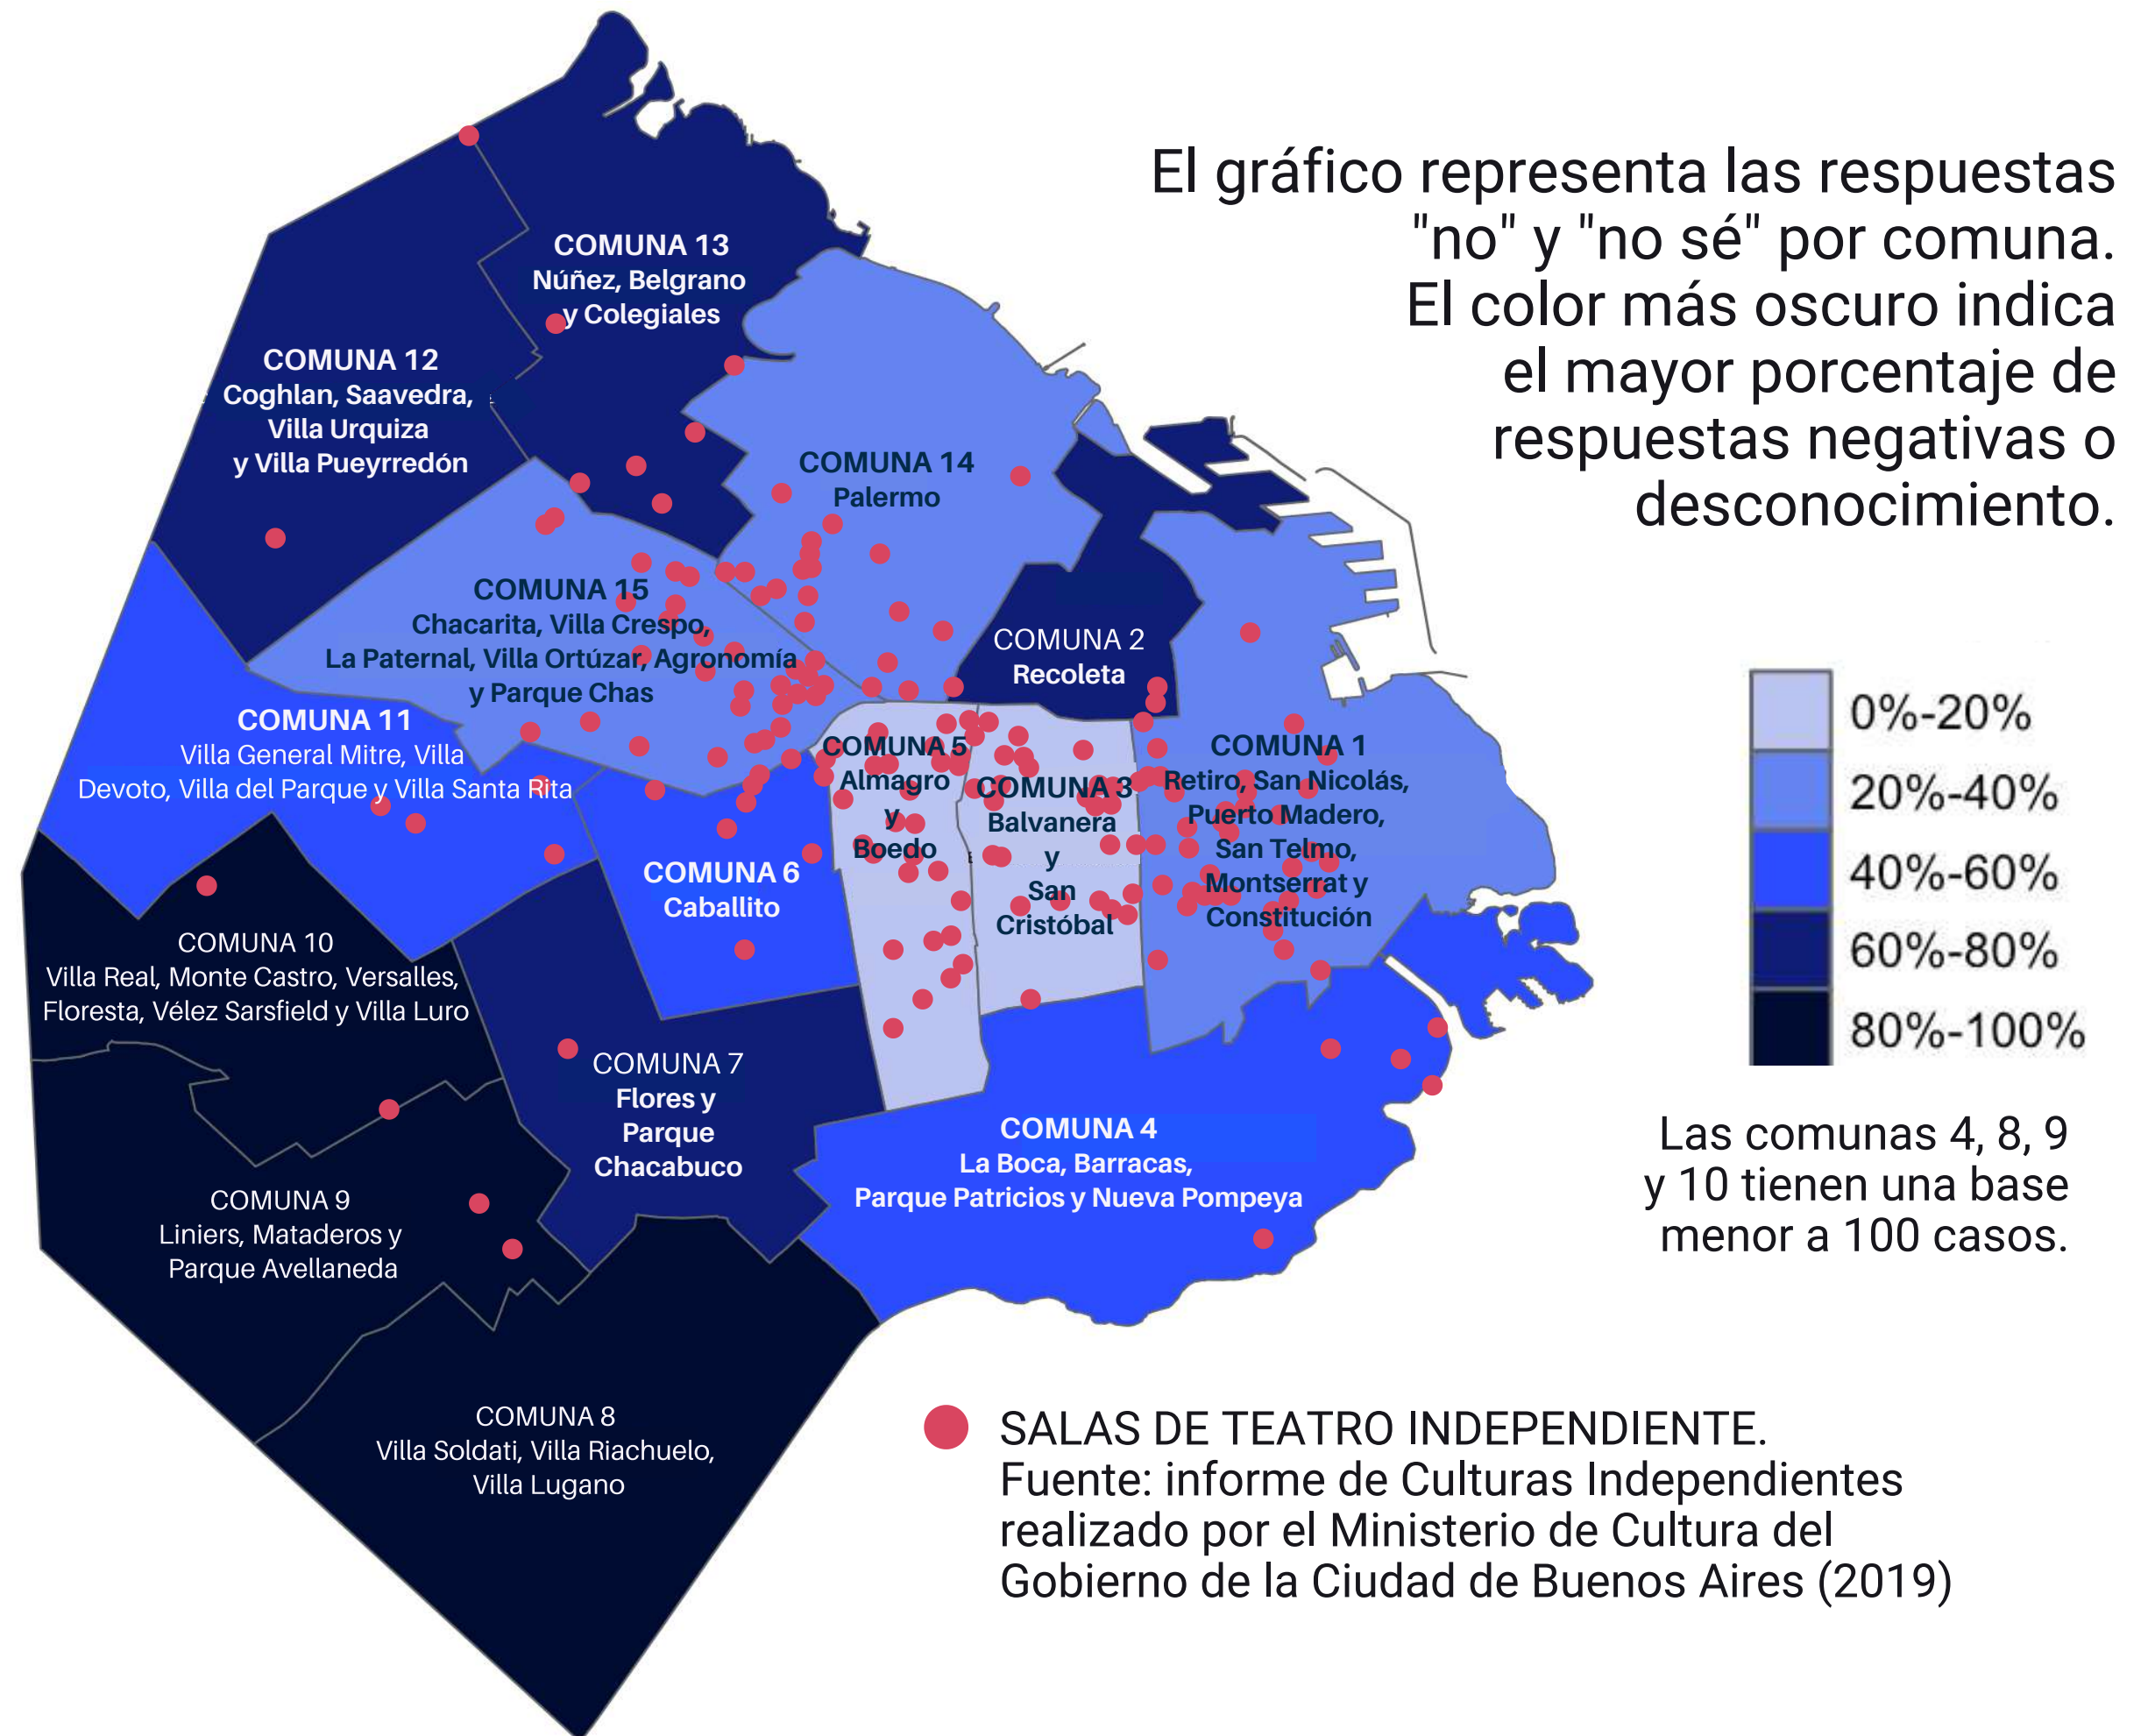 El gráfico representa las respuestas
"no" y "no sé" por comuna.
El color más oscuro indica
el mayor porcentaje de
respuestas negativas o
desconocimiento.
COMUNA 13
Núñez, Belgrano
y Colegiales
COMUNA 12
Coghlan, Saavedra,
Villa Urquiza
y Villa Pueyrredón
COMUNA 14
Palermo
COMUNA 15
Chacarita, Villa Crespo,
La Paternal, Villa Ortúzar, Agronomía
y Parque Chas
COMUNA 2
Recoleta
COMUNA 11
Villa General Mitre, Villa
Devoto, Villa del Parque y Villa Santa Rita
COMUNA 5
Almagro
y
Boedo
COMUNA 3
Balvanera
y
San
Cristóbal
COMUNA 1
Retiro, San Nicolás,
Puerto Madero,
San Telmo,
Montserrat y
Constitución
COMUNA 6
Caballito
COMUNA 10
Villa Real, Monte Castro, Versalles,
Floresta, Vélez Sarsfield y Villa Luro
COMUNA 7
Flores y
Parque
Chacabuco
COMUNA 4
La Boca, Barracas,
Parque Patricios y Nueva Pompeya
COMUNA 9
Liniers, Mataderos y
Parque Avellaneda
COMUNA 8
Villa Soldati, Villa Riachuelo,
Villa Lugano
0%-20%
20%-40%
40%-60%
60%-80%
80%-100%
Las comunas 4, 8, 9
y 10 tienen una base
menor a 100 casos.
SALAS DE TEATRO INDEPENDIENTE.
Fuente: informe de Culturas Independientes
realizado por el Ministerio de Cultura del
Gobierno de la Ciudad de Buenos Aires (2019)